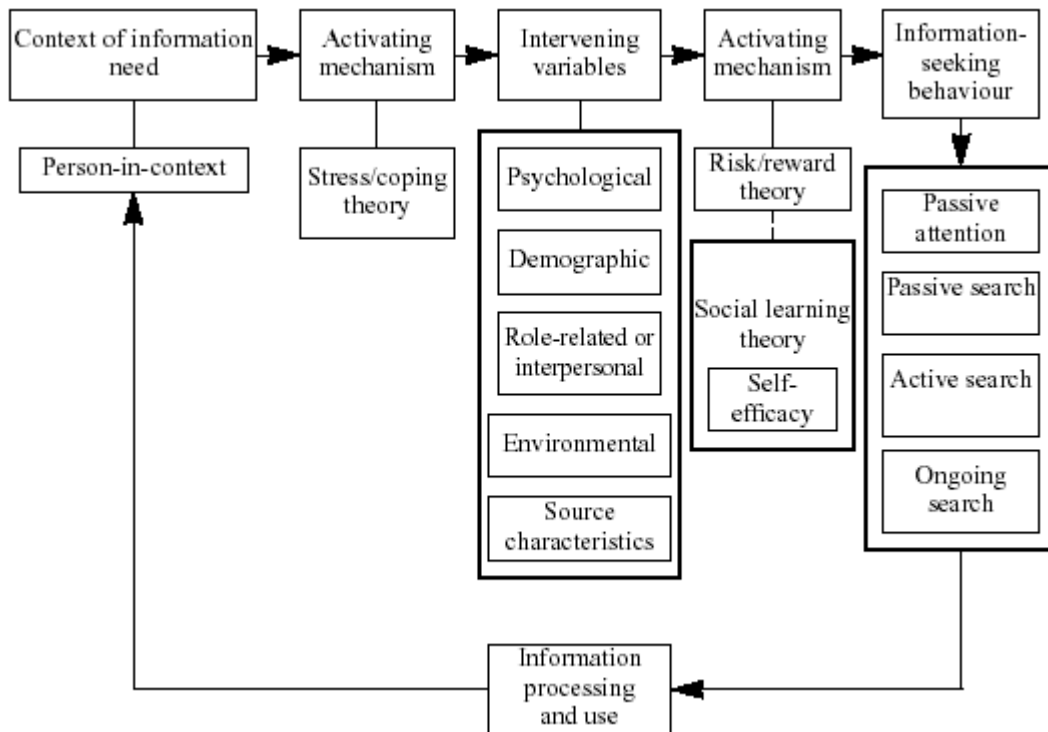 Context of information
need
Activating
mechanism
Intervening
variables
Activating
mechanism
Information-
seeking
behaviour
Person-in-context
Stress/coping
theory
Psychological
Demographic
Role-related or
interpersonal
Environmental
Source
characteristics
Risk/reward
theory
Social learning
theory
Self-
efficacy
Passive
attention
Passive search
Active search
Ongoing
search
Information
processing
and use